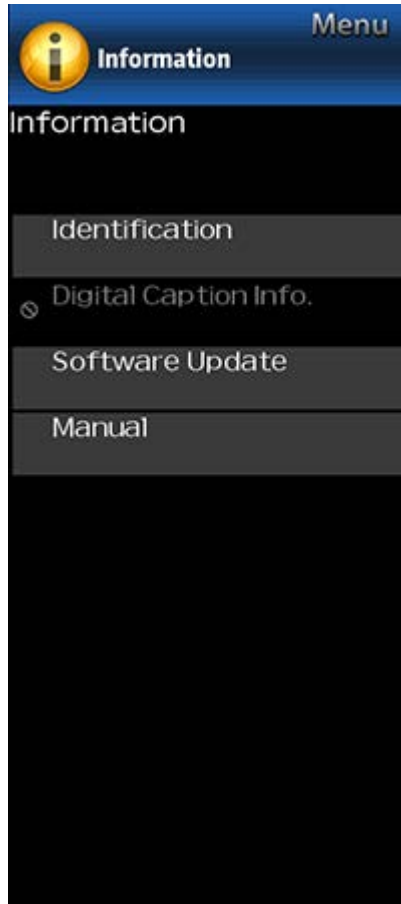 Menu
Information
Information
Identification
Digital Caption Info.
Software Update
Manual